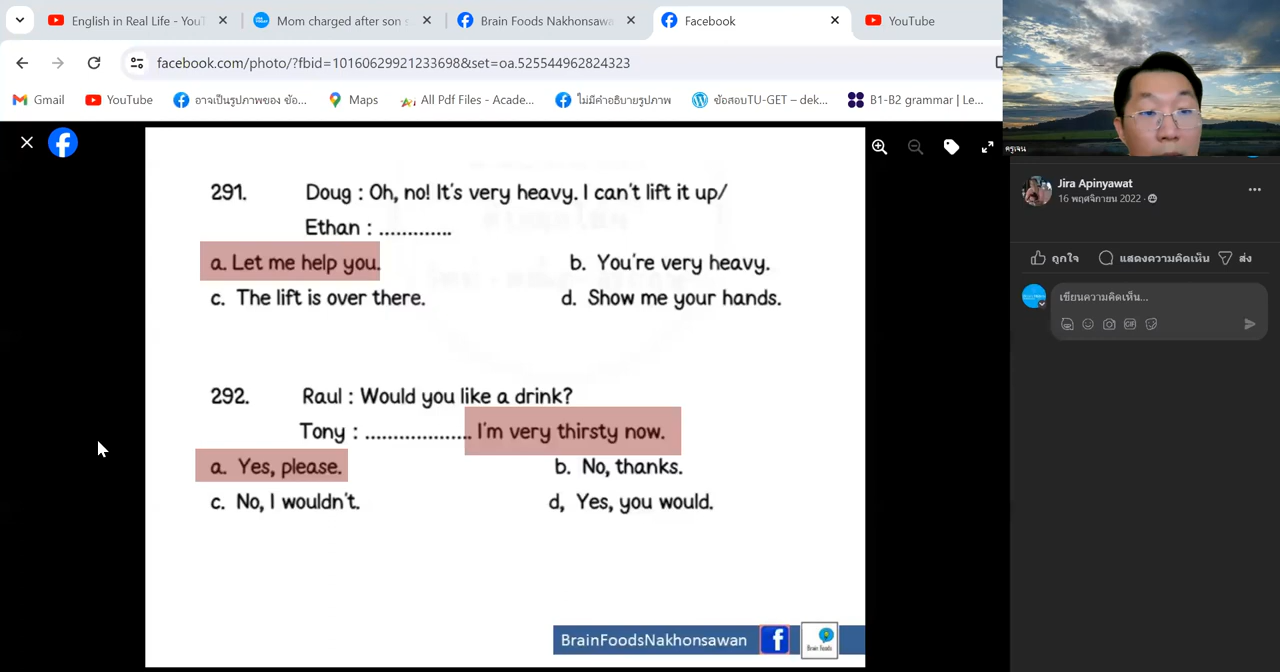 English in Real Life - YouT
Mom charged after son s
Brain Foods Nakhonsawa
Facebook
YouTube
facebook.com/photo/?fbid=10160629921233698&set=oa.525544962824323
Gmail
YouTube
อาจเป็นรูปภาพของ ข้อ...
Maps
All Pdf Files - Acade...
ไม่มีคำอธิบายรูปภาพ
ข้อสอบTU-GET – dek...
B1-B2 grammar | Le...
ครูเจน
291. Doug : Oh, no! It's very heavy. I can't lift it up/
Ethan : .............
a. Let me help you. b. You're very heavy.
c. The lift is over there. d. Show me your hands.
292. Raul : Would you like a drink?
Tony : ................... I'm very thirsty now.
a. Yes, please. b. No, thanks.
c. No, I wouldn't. d, Yes, you would.
BrainFoodsNakhonsawan
Brain Foods
Jira Apinyawat
16 พฤศจิกายน 2022
ถูกใจ
แสดงความคิดเห็น
ส่ง
เขียนความคิดเห็น...